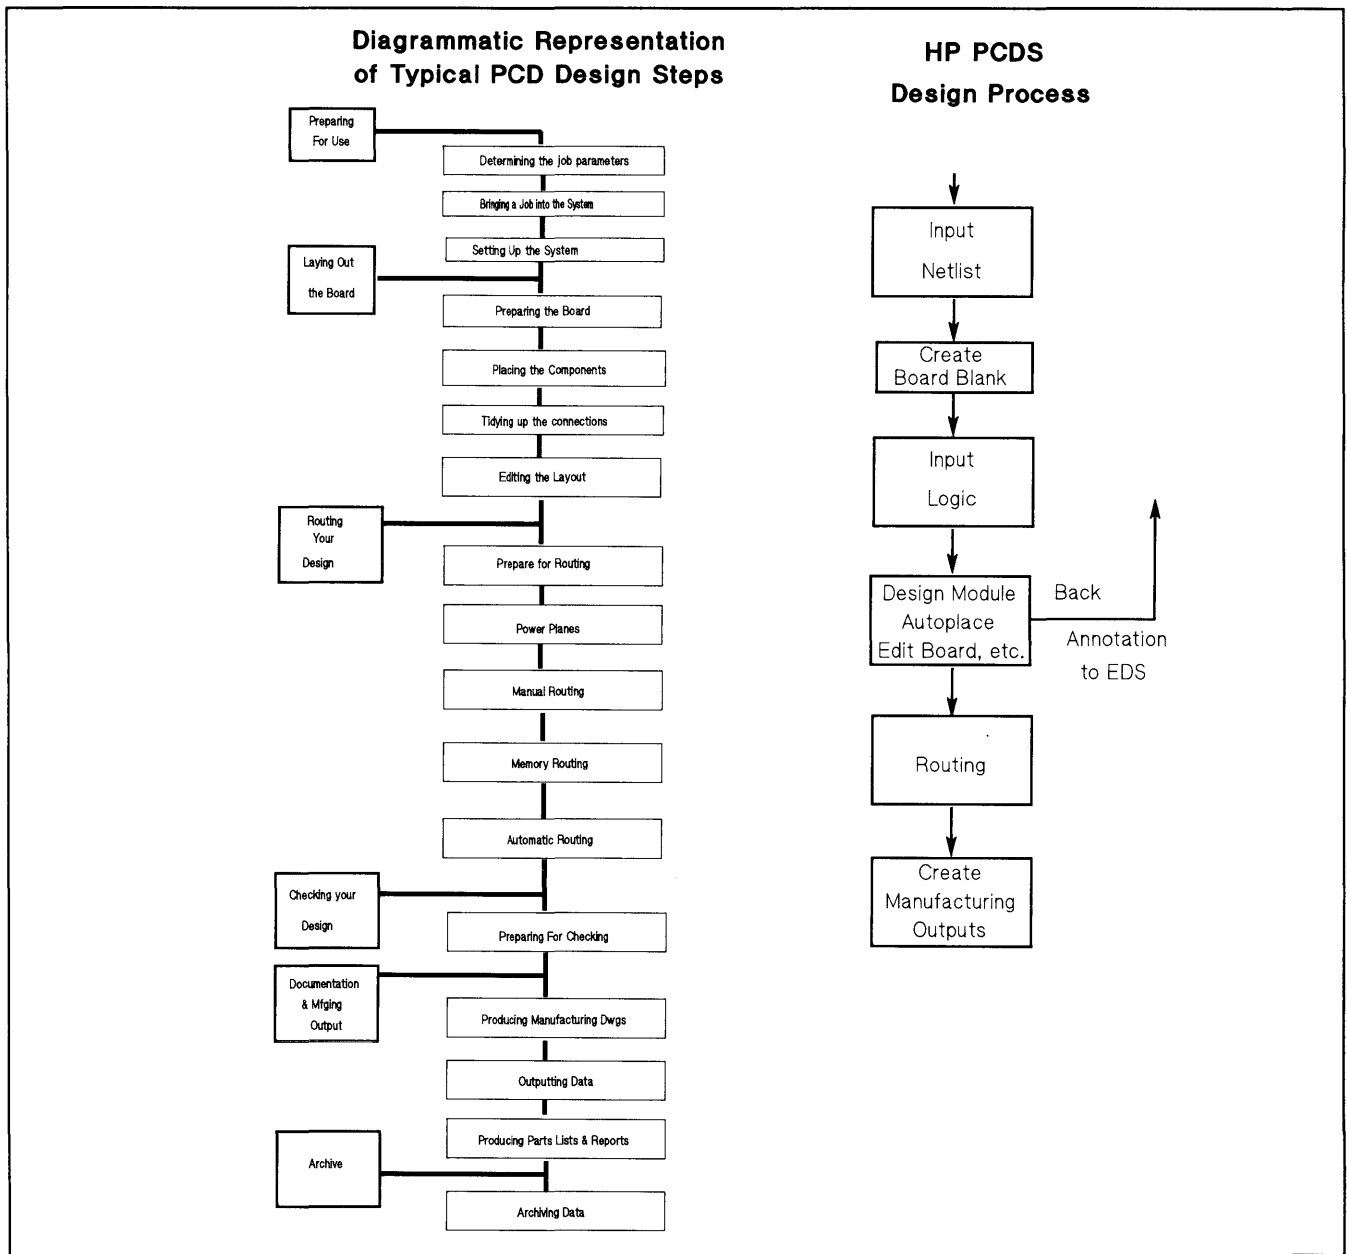 Diagrammatic Representation
of Typical PCD Design Steps
Preparing
For Use
Determining the job parameters
Bringing a Job into the System
Setting Up the System
Laying Out
the Board
Preparing the Board
Placing the Components
Tidying up the connections
Editing the Layout
Routing
Your
Design
Prepare for Routing
Power Planes
Manual Routing
Memory Routing
Automatic Routing
Checking your
Design
Preparing For Checking
Documentation
& Mfging
Output
Producing Manufacturing Dwgs
Outputting Data
Producing Parts Lists & Reports
Archive
Archiving Data
HP PCDS
Design Process
Input
Netlist
Create
Board Blank
Input
Logic
Design Module
Autoplace
Edit Board, etc.
Back
Annotation
to EDS
Routing
Create
Manufacturing
Outputs